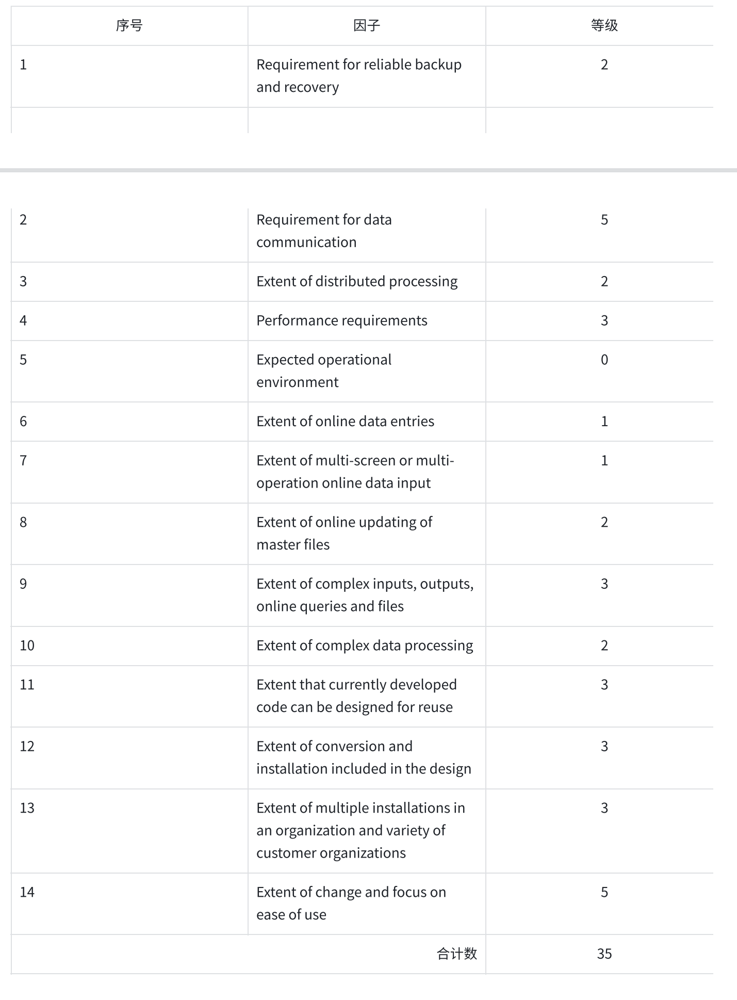 序号 因子 等级
1 Requirement for reliable backup 2
and recovery
2 Requirement for data 5
communication
3 Extent of distributed processing 2
4 Performance requirements 3
5 Expected operational 0
environment
6 Extent of online data entries 1
7 Extent of multi-screen or multi- 1
operation online data input
8 Extent of online updating of 2
master files
9 Extent of complex inputs, outputs, 3
online queries and files
10 Extent of complex data processing 2
11 Extent that currently developed 3
code can be designed for reuse
12 Extent of conversion and 3
installation included in the design
13 Extent of multiple installations in 3
an organization and variety of
customer organizations
14 Extent of change and focus on 5
ease of use
合计数 35